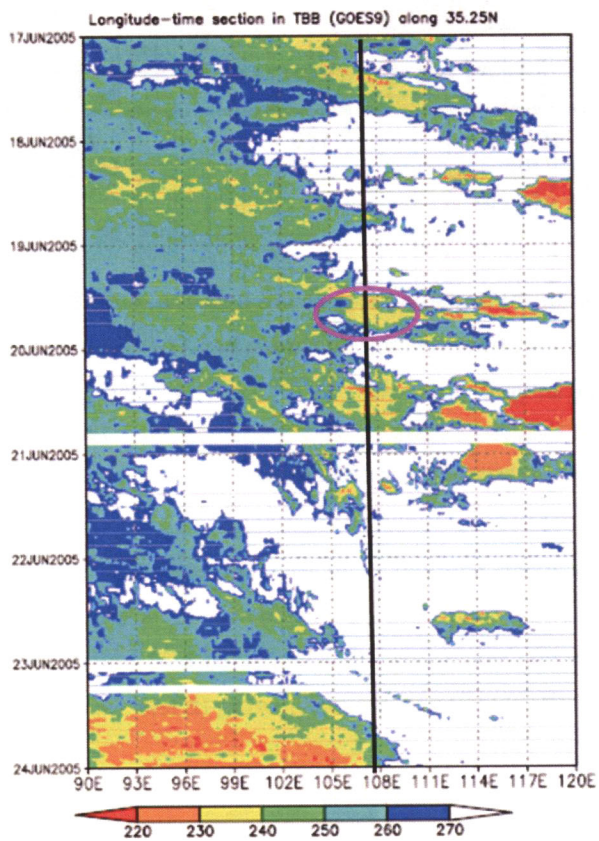 Longitude-time section in TBB (GOES9) along 35.25N
17JUN2005
18JUN2005
19JUN2005
20JUN2005
21JUN2005
22JUN2005
23JUN2005
24JUN2005
90E 93E 96E 99E 102E 105E 108E 111E 114E 117E 120E
220 230 240 250 260 270